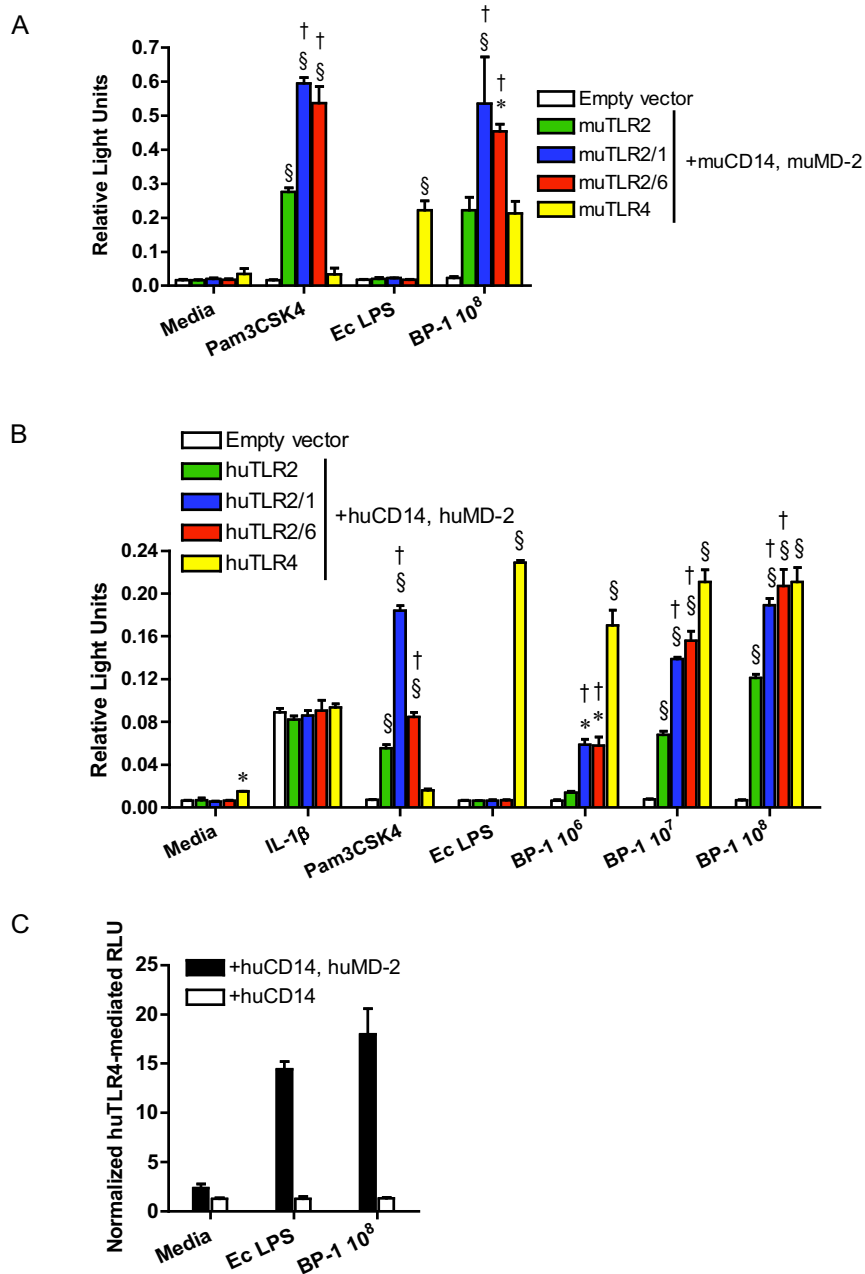 A
Relative Light Units
0.7
0.6
0.5
0.4
0.3
0.2
0.1
0.0
§
†
§
†
§
§
†
§
†
*
Media
Pam3CSK4
Ec LPS
BP-1 10⁸
Empty vector
muTLR2
muTLR2/1
muTLR2/6
muTLR4
+muCD14, muMD-2
B
Empty vector
huTLR2
huTLR2/1
huTLR2/6
huTLR4
+huCD14, huMD-2
Relative Light Units
0.24
0.20
0.16
0.12
0.08
0.04
0.00
*
§
†
§
†
§
§
†
*
†
*
§
§
†
§
†
§
§
§
†
§
†
§
§
Media
IL-1β
Pam3CSK4
Ec LPS
BP-1 10⁶
BP-1 10⁷
BP-1 10⁸
C
Normalized huTLR4-mediated RLU
25
20
15
10
5
0
+huCD14, huMD-2
+huCD14
Media
Ec LPS
BP-1 10⁸